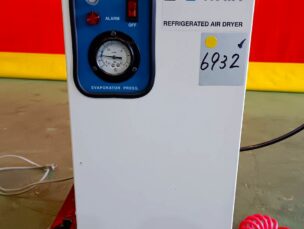 ALARM
OFF
REFRIGERATED AIR DRYER
6932
EVAPORATOR PRESS.